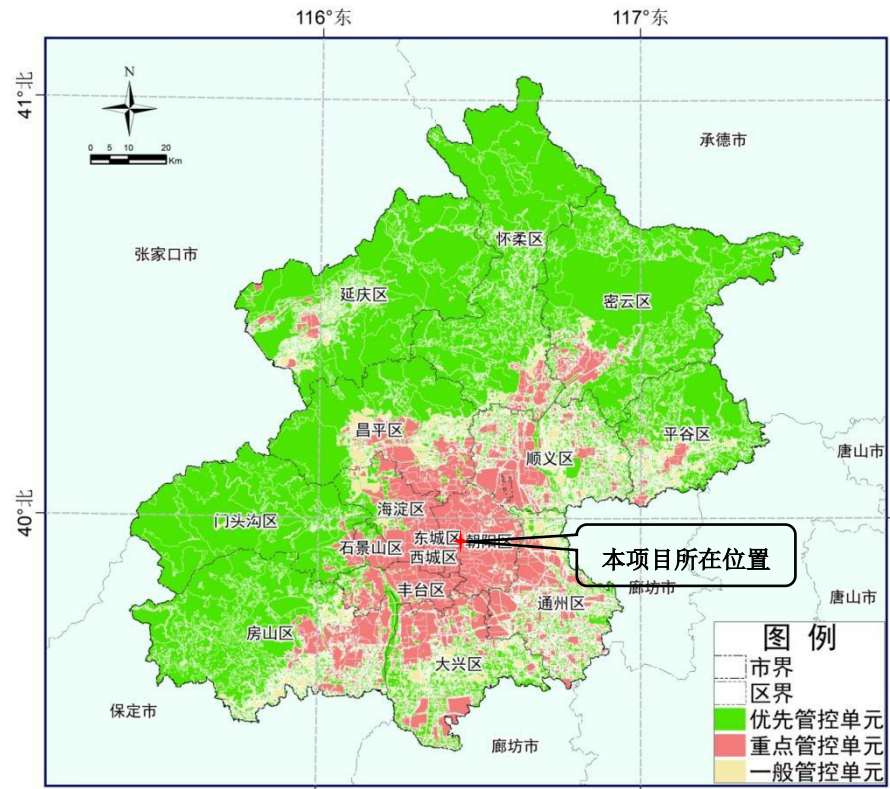 116°东
117°东
41°北
N
0 5 10 20
Km
承德市
怀柔区
张家口市
延庆区
密云区
昌平区
平谷区
顺义区
唐山市
40°北
海淀区
门头沟区
东城区
朝阳区
石景山区
西城区
本项目所在位置
丰台区
廊坊市
通州区
唐山市
房山区
大兴区
保定市
廊坊市
图 例
市界
区界
优先管控单元
重点管控单元
一般管控单元